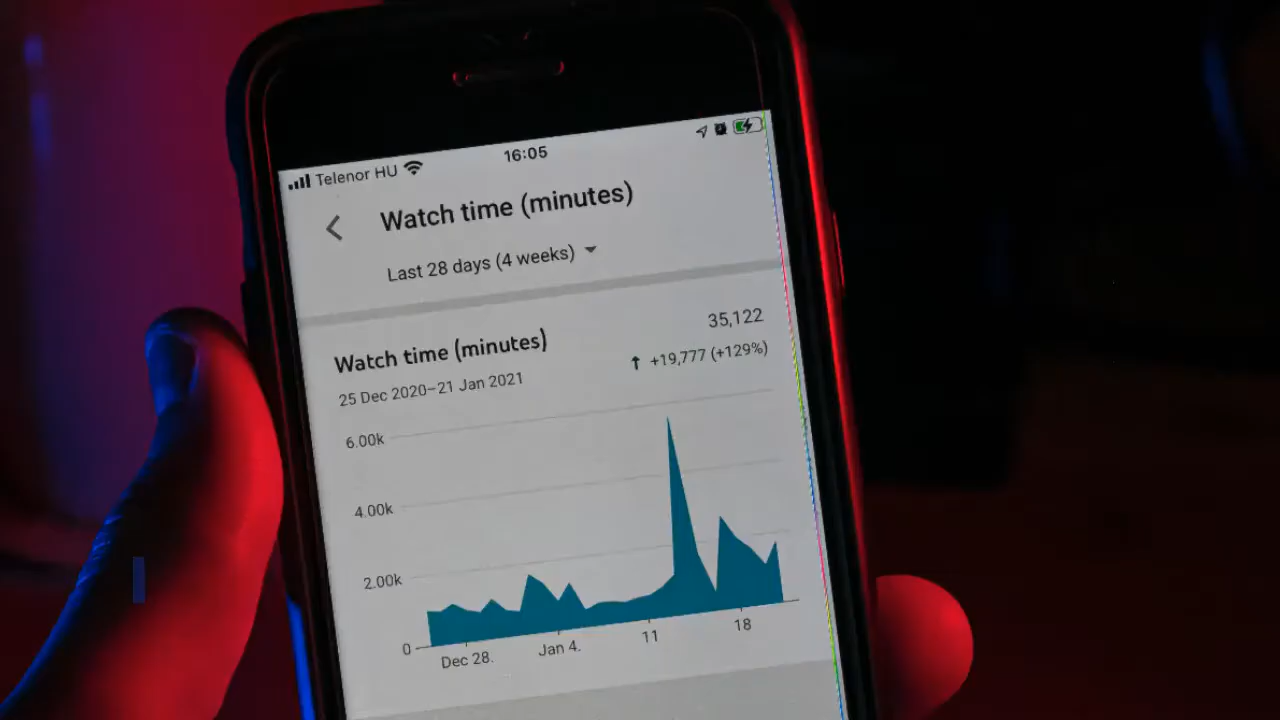 Telenor HU 16:05
Watch time (minutes)
Last 28 days (4 weeks)
Watch time (minutes) 35,122
25 Dec 2020–21 Jan 2021 +19,777 (+129%)
6.00k
4.00k
2.00k
0
Dec 28. Jan 4. 11 18